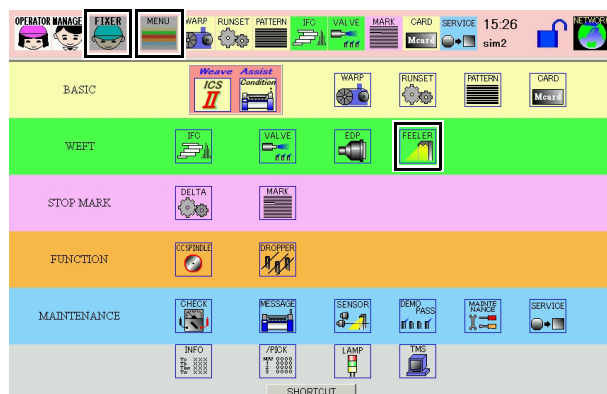 OPERATOR MANAGE FIXER MENU WARP RUNSET PATTERN IFC VALVE MARK CARD SERVICE 15:26 NETWORK
Mcard sim2
Weave Assist
BASIC ICS II Condition WARP RUNSET PATTERN CARD
Mcard
WEFT IFC VALVE EDP FEELER
STOP MARK DELTA MARK
FUNCTION CCSPINDLE DROPPER
MAINTENANCE CHECK MESSAGE SENSOR DEMO PASS MAINTE NANCE SERVICE
INFO /PICK LAMP TMS
SHORTCUT